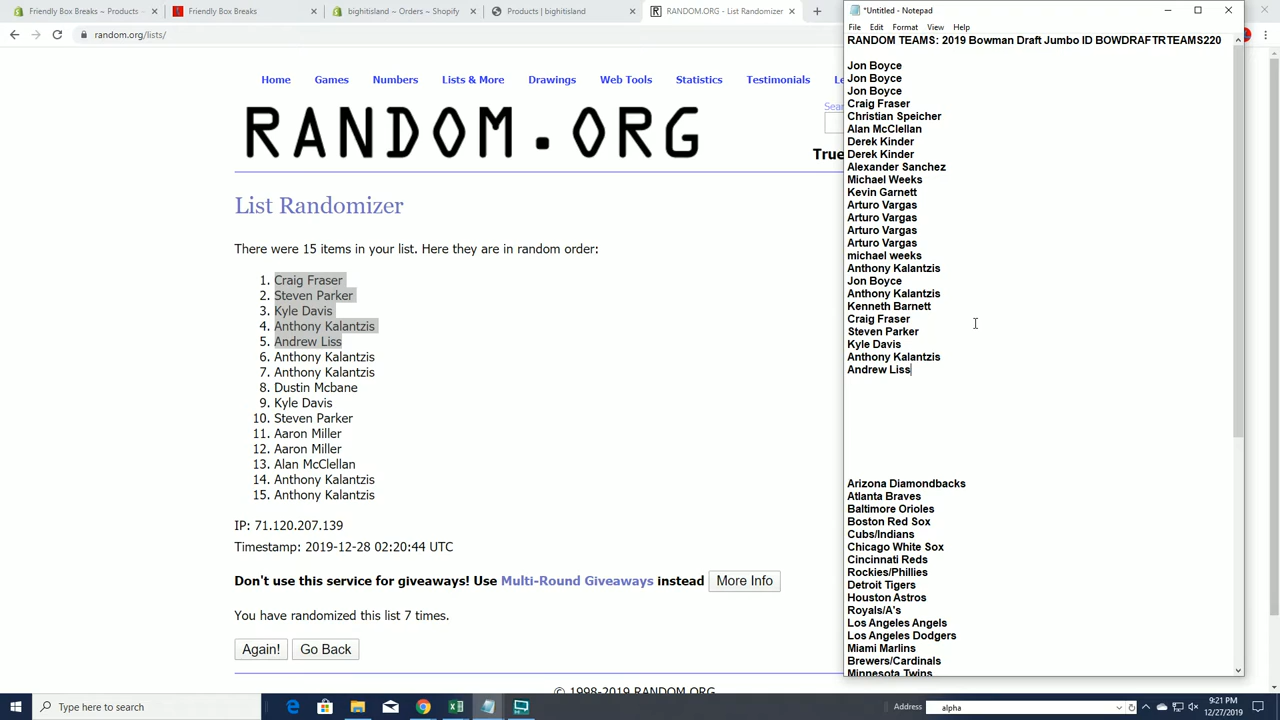 Friendly Box Breaks ~ Products ~
Friendly Box Breaks
bighitisland ~ Orders ~ Shopify
Products | bighitisland
RANDOM.ORG - List Randomizer
random.org/lists/
Home
Games
Numbers
Lists & More
Drawings
Web Tools
Statistics
Testimonials
RANDOM.ORG
List Randomizer
There were 15 items in your list. Here they are in random order:
1. Craig Fraser
2. Steven Parker
3. Kyle Davis
4. Anthony Kalantzis
5. Andrew Liss
6. Anthony Kalantzis
7. Anthony Kalantzis
8. Dustin Mcbane
9. Kyle Davis
10. Steven Parker
11. Aaron Miller
12. Aaron Miller
13. Alan McClellan
14. Anthony Kalantzis
15. Anthony Kalantzis
IP: 71.120.207.139
Timestamp: 2019-12-28 02:20:44 UTC
Don't use this service for giveaways! Use Multi-Round Giveaways instead
More Info
You have randomized this list 7 times.
Again!
Go Back
© 1998-2019 RANDOM.ORG
*Untitled - Notepad
File
Edit
Format
View
Help
RANDOM TEAMS: 2019 Bowman Draft Jumbo ID BOWDRAFTRTEAMS220
Jon Boyce
Jon Boyce
Jon Boyce
Craig Fraser
Christian Speicher
Alan McClellan
Derek Kinder
Derek Kinder
Alexander Sanchez
Michael Weeks
Kevin Garnett
Arturo Vargas
Arturo Vargas
Arturo Vargas
Arturo Vargas
michael weeks
Anthony Kalantzis
Jon Boyce
Anthony Kalantzis
Kenneth Barnett
Craig Fraser
Steven Parker
Kyle Davis
Anthony Kalantzis
Andrew Liss
Arizona Diamondbacks
Atlanta Braves
Baltimore Orioles
Boston Red Sox
Cubs/Indians
Chicago White Sox
Cincinnati Reds
Rockies/Phillies
Detroit Tigers
Houston Astros
Royals/A's
Los Angeles Angels
Los Angeles Dodgers
Miami Marlins
Brewers/Cardinals
Minnesota Twins
Type here to search
Address
alpha
9:21 PM
12/27/2019